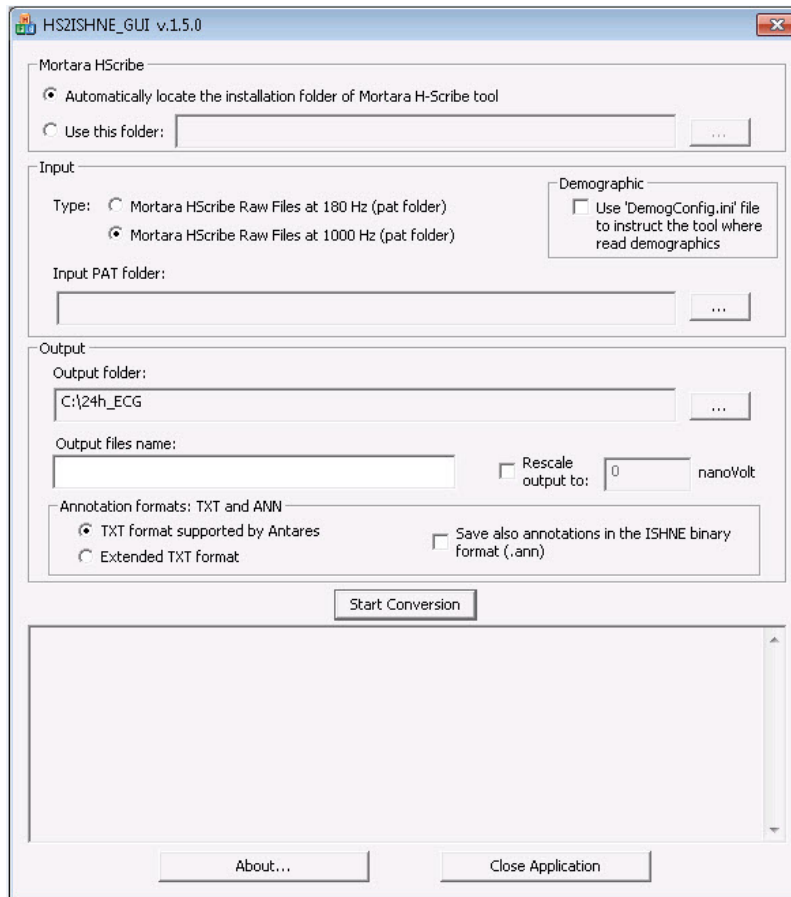 HS2ISHNE_GUI v.1.5.0
Mortara HScribe
Automatically locate the installation folder of Mortara H-Scribe tool
Use this folder:
...
Input
Type:
Mortara HScribe Raw Files at 180 Hz (pat folder)
Mortara HScribe Raw Files at 1000 Hz (pat folder)
Demographic
Use 'DemogConfig.ini' file
to instruct the tool where
read demographics
Input PAT folder:
...
Output
Output folder:
C:\24h_ECG
...
Output files name:
Rescale
output to:
0
nanoVolt
Annotation formats: TXT and ANN
TXT format supported by Antares
Extended TXT format
Save also annotations in the ISHNE binary
format (.ann)
Start Conversion
About...
Close Application